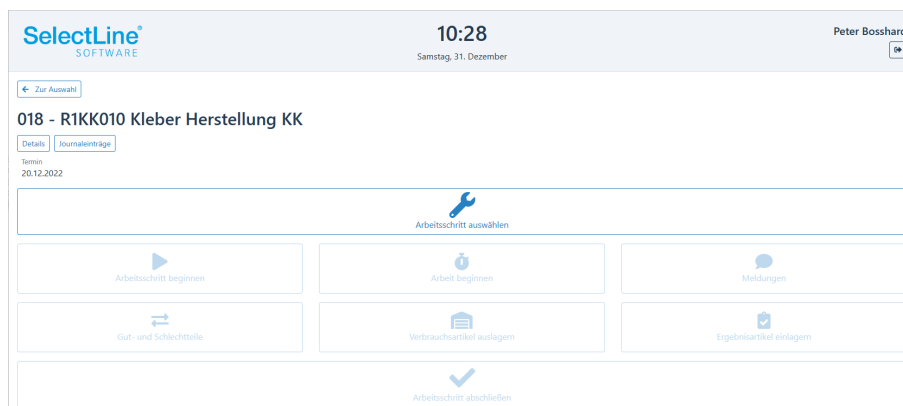 SelectLine®
SOFTWARE
10:28
Samstag, 31. Dezember
Peter Bosshard
← Zur Auswahl
018 - R1KK010 Kleber Herstellung KK
Details Journaleinträge
Termin
20.12.2022
Arbeitsschritt auswählen
Arbeitsschritt beginnen Arbeit beginnen Meldungen
Gut- und Schlechtteile Verbrauchsartikel auslagern Ergebnisartikel einlagern
Arbeitsschritt abschließen